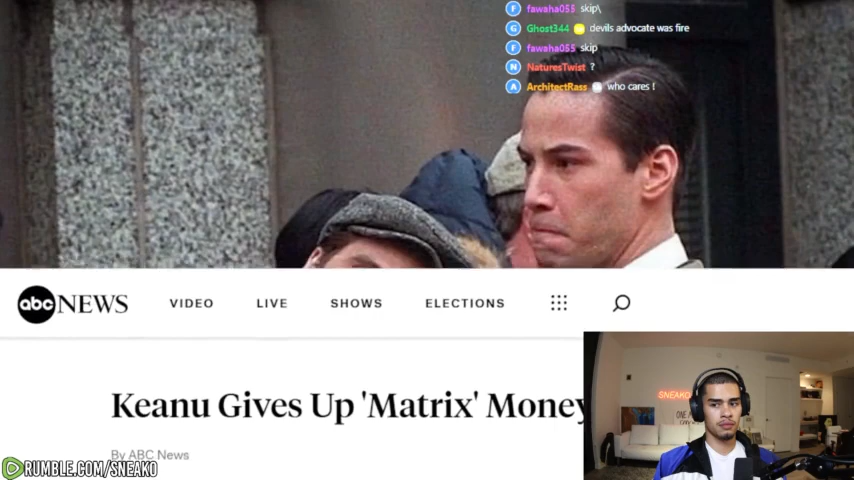 fawaha055 skip\
Ghost344 devils advocate was fire
fawaha055 skip
NaturesTwist ?
ArchitectRass who cares !
abc NEWS VIDEO LIVE SHOWS ELECTIONS
Keanu Gives Up 'Matrix' Money
By ABC News
SNEAKO
RUMBLE.COM/SNEAKO